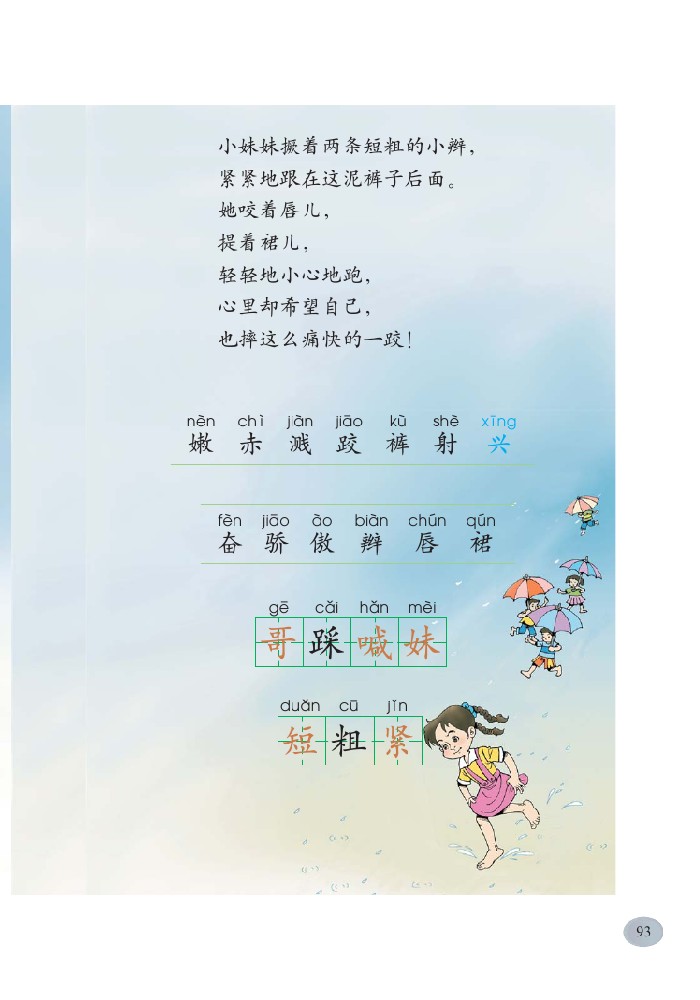 小妹妹撅着两条短粗的小辫，
紧紧地跟在这泥裤子后面。
她咬着唇儿，
提着裙儿，
轻轻地小心地跑，
心里却希望自己，
也摔这么痛快的一跤！
nèn chì jiàn jiāo kù shè xīng
嫩 赤 溅 跤 裤 射 兴
fèn jiāo ào biàn chún qún
奋 骄 傲 辫 唇 裙
gē cǎi hǎn mèi
哥 踩 喊 妹
duǎn cū jǐn
短 粗 紧
93